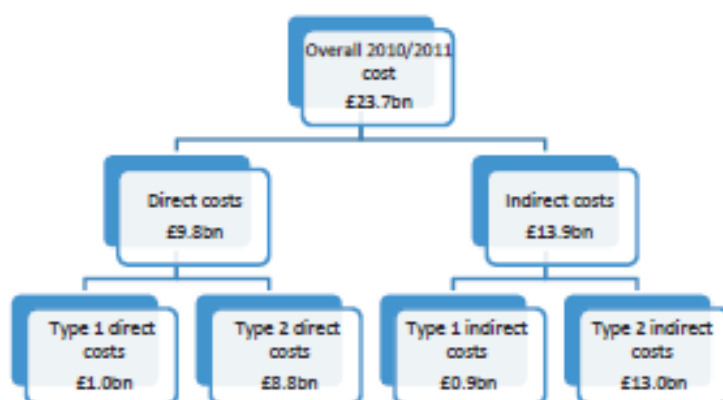 Overall 2010/2011
cost
£23.7bn
Direct costs
£9.8bn
Indirect costs
£13.9bn
Type 1 direct
costs
£1.0bn
Type 2 direct
costs
£8.8bn
Type 1 indirect
costs
£0.9bn
Type 2 indirect
costs
£13.0bn